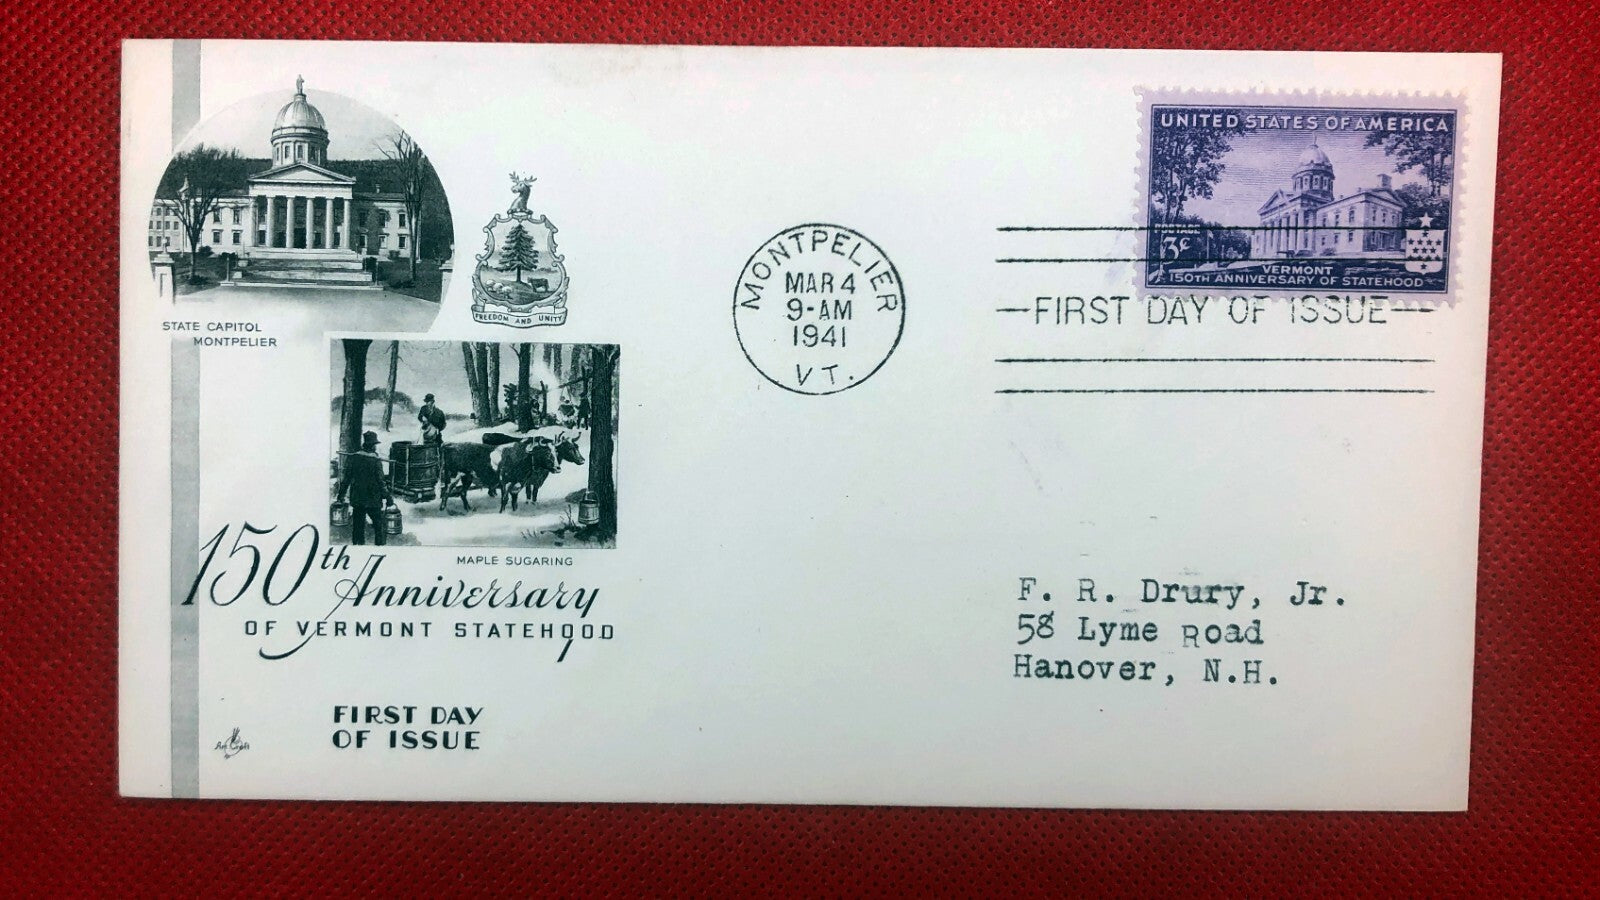 STATE CAPITOL
MONTPELIER
FREEDOM AND UNITY
MAPLE SUGARING
150th Anniversary
OF VERMONT STATEHOOD
FIRST DAY
OF ISSUE
Art Craft
MONTPELIER
MAR 4
9-AM
1941
VT.
UNITED STATES OF AMERICA
POSTAGE
3¢
VERMONT
150TH ANNIVERSARY OF STATEHOOD
FIRST DAY OF ISSUE
F. R. Drury, Jr.
58 Lyme Road
Hanover, N.H.